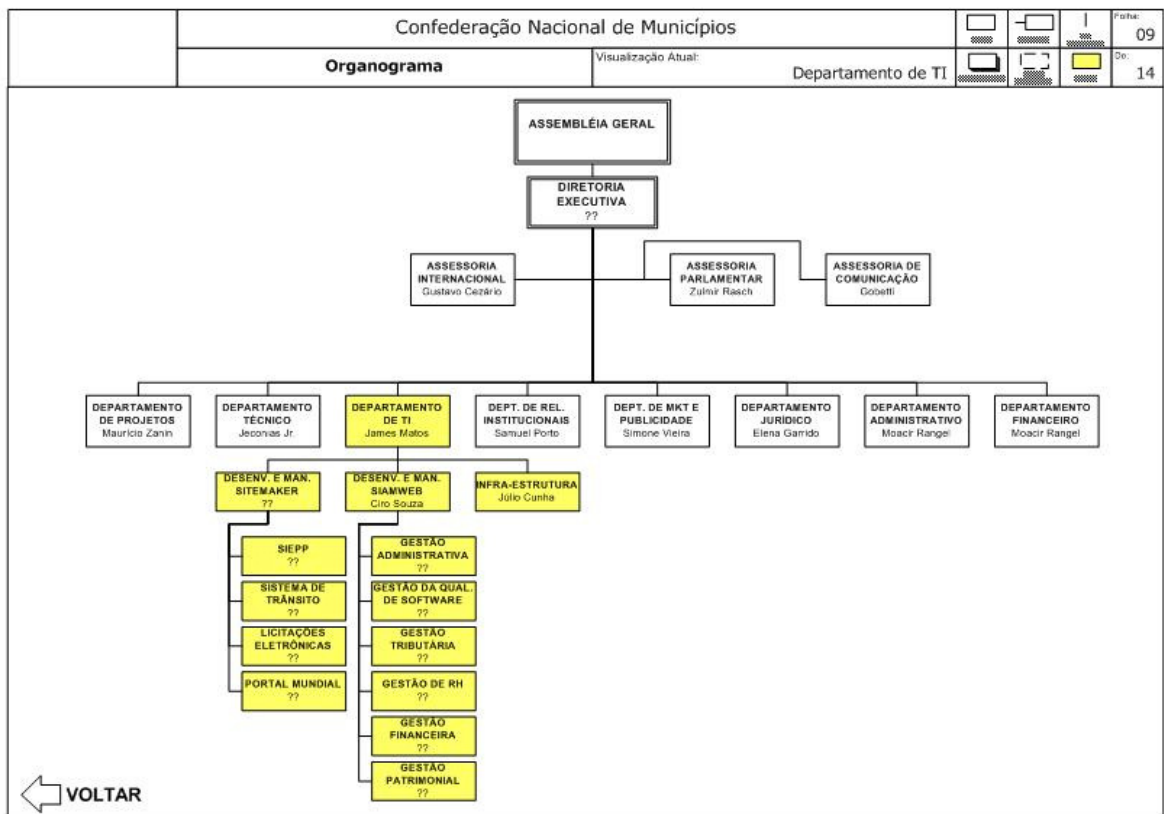 Confederação Nacional de Municípios
Folha:
09
Organograma
Visualização Atual:
Departamento de TI
De:
14
ASSEMBLÉIA GERAL
DIRETORIA
EXECUTIVA
??
ASSESSORIA
INTERNACIONAL
Gustavo Cezário
ASSESSORIA
PARLAMENTAR
Zulmir Rasch
ASSESSORIA DE
COMUNICAÇÃO
Gobetti
DEPARTAMENTO
DE PROJETOS
Maurício Zanin
DEPARTAMENTO
TÉCNICO
Jeconias Jr.
DEPARTAMENTO
DE TI
James Matos
DEPT. DE REL.
INSTITUCIONAIS
Samuel Porto
DEPT. DE MKT E
PUBLICIDADE
Simone Vieira
DEPARTAMENTO
JURÍDICO
Elena Garrido
DEPARTAMENTO
ADMINISTRATIVO
Moacir Rangel
DEPARTAMENTO
FINANCEIRO
Moacir Rangel
DESENV. E MAN.
SITEMAKER
??
DESENV. E MAN.
SIAMWEB
Ciro Souza
INFRA-ESTRUTURA
Júlio Cunha
SIEPP
??
SISTEMA DE
TRÂNSITO
??
LICITAÇÕES
ELETRÔNICAS
??
PORTAL MUNDIAL
??
GESTÃO
ADMINISTRATIVA
??
GESTÃO DA QUAL.
DE SOFTWARE
??
GESTÃO
TRIBUTÁRIA
??
GESTÃO DE RH
??
GESTÃO
FINANCEIRA
??
GESTÃO
PATRIMONIAL
??
VOLTAR